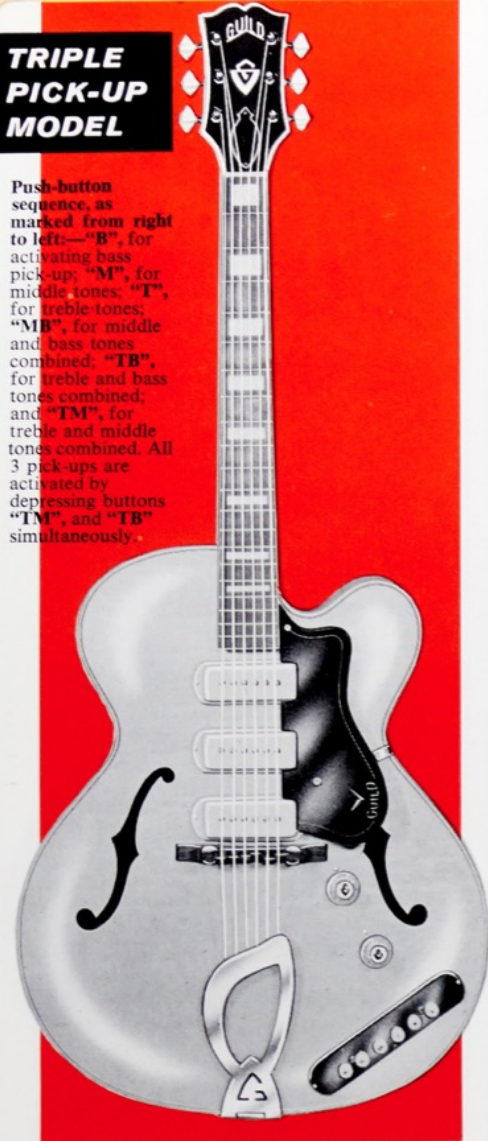 TRIPLE
PICK-UP
MODEL
Push-button
sequence, as
marked from right
to left:—“B”, for
activating bass
pick-up; “M”, for
middle tones; “T”,
for treble tones;
“MB”, for middle
and bass tones
combined; “TB”,
for treble and bass
tones combined;
and “TM”, for
treble and middle
tones combined. All
3 pick-ups are
activated by
depressing buttons
“TM”, and “TB”
simultaneously.
GUILD
G
GUILD
G